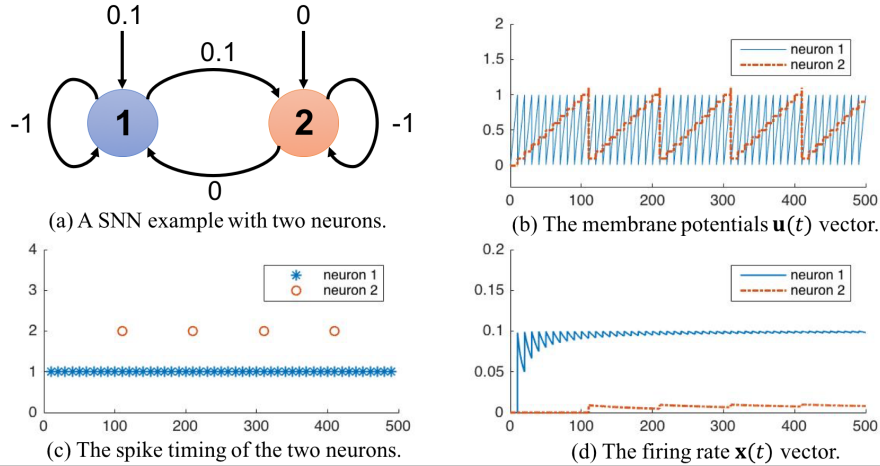 0.1
0
0.1
-1
1
2
-1
0
(a) A SNN example with two neurons.
2
1.5
1
0.5
0
0 100 200 300 400 500
neuron 1
neuron 2
(b) The membrane potentials u(t) vector.
4
3
2
1
0
0 100 200 300 400 500
neuron 1
neuron 2
(c) The spike timing of the two neurons.
0.2
0.15
0.1
0.05
0
0 100 200 300 400 500
neuron 1
neuron 2
(d) The firing rate x(t) vector.